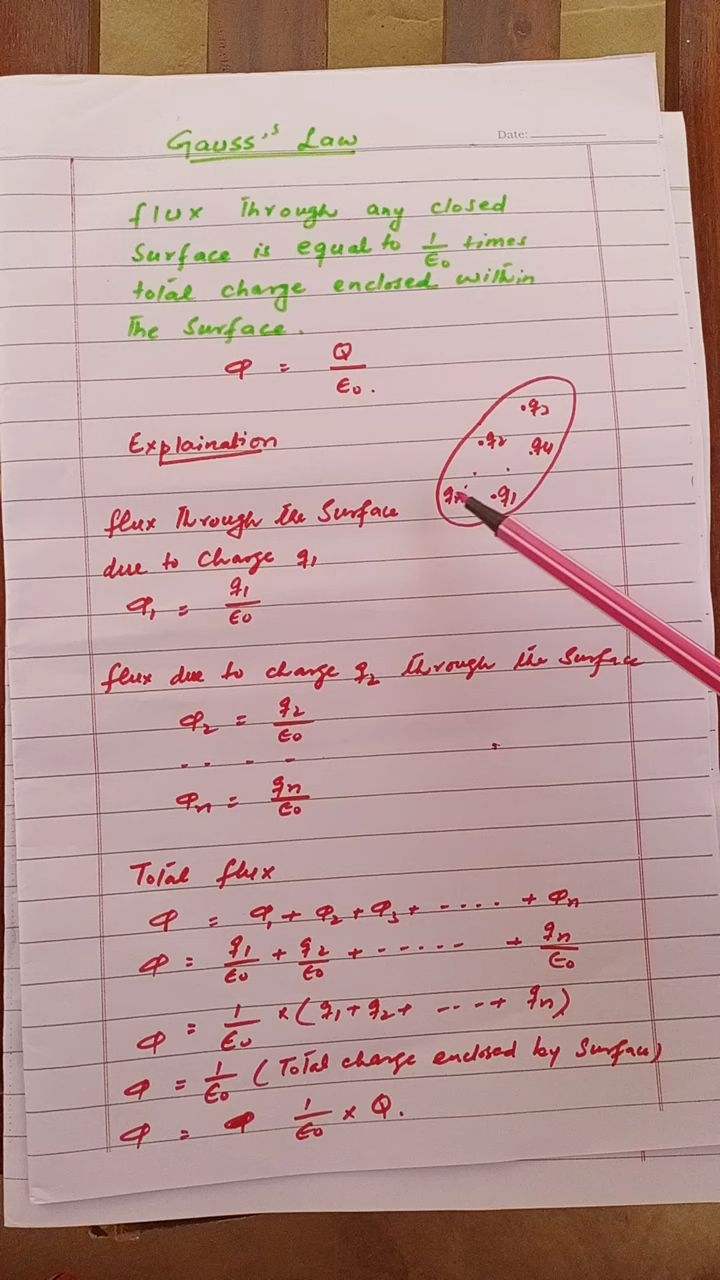 Gauss's Law
Date:
flux Through any closed
Surface is equal to 1/ε0 times
total charge enclosed within
The Surface.
φ = Q/ε0.
Explaination
.q3
.q2 .q4
qn .q1
flux Through the Surface
due to charge q1
φ1 = q1/ε0
flux due to charge q2 through the Surface
φ2 = q2/ε0
- - - -
φn = qn/ε0
Total flux
φ = φ1 + φ2 + φ3 + ..... + φn
φ = q1/ε0 + q2/ε0 + ------ + qn/ε0
φ = 1/ε0 × (q1+q2+ ---+ qn)
φ = 1/ε0 (Total charge enclosed by Surface)
φ = 1/ε0 × Q.